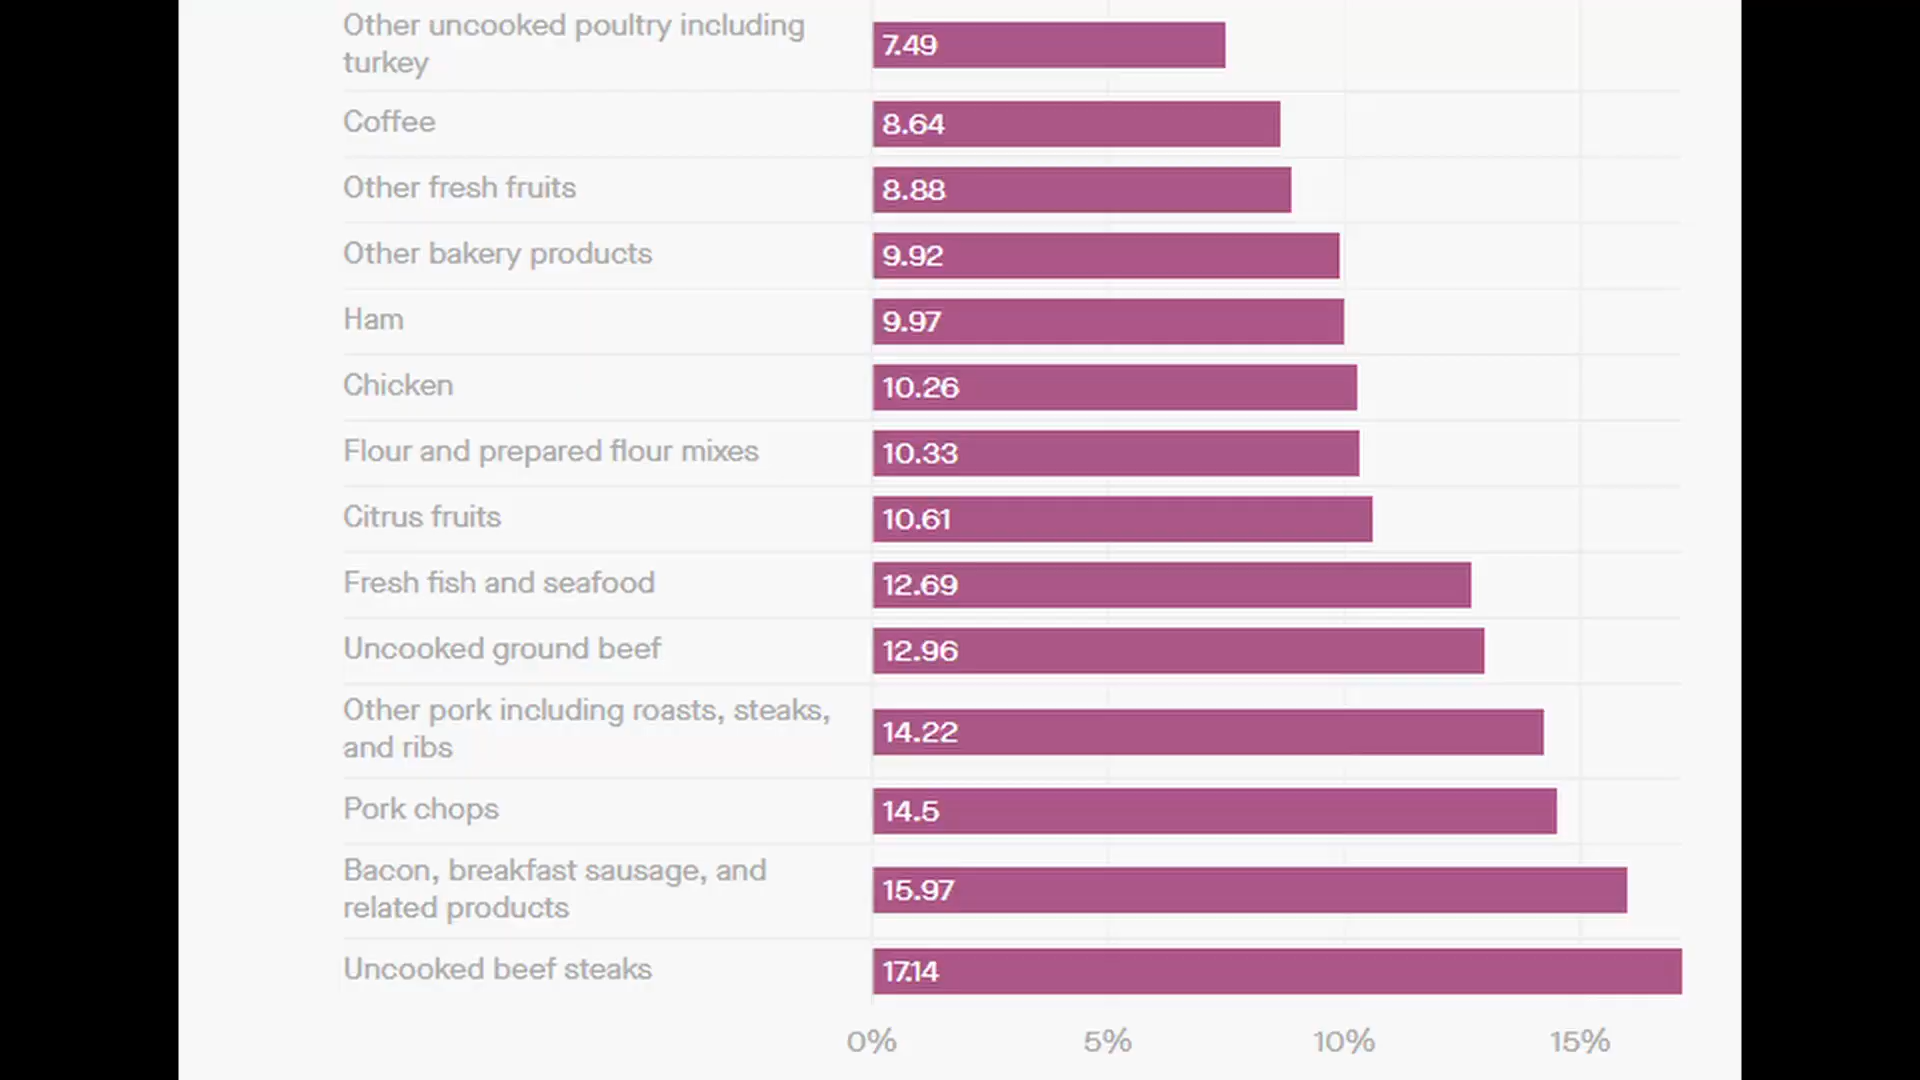 Other uncooked poultry including
turkey
7.49
Coffee
8.64
Other fresh fruits
8.88
Other bakery products
9.92
Ham
9.97
Chicken
10.26
Flour and prepared flour mixes
10.33
Citrus fruits
10.61
Fresh fish and seafood
12.69
Uncooked ground beef
12.96
Other pork including roasts, steaks,
and ribs
14.22
Pork chops
14.5
Bacon, breakfast sausage, and
related products
15.97
Uncooked beef steaks
17.14
0% 5% 10% 15%